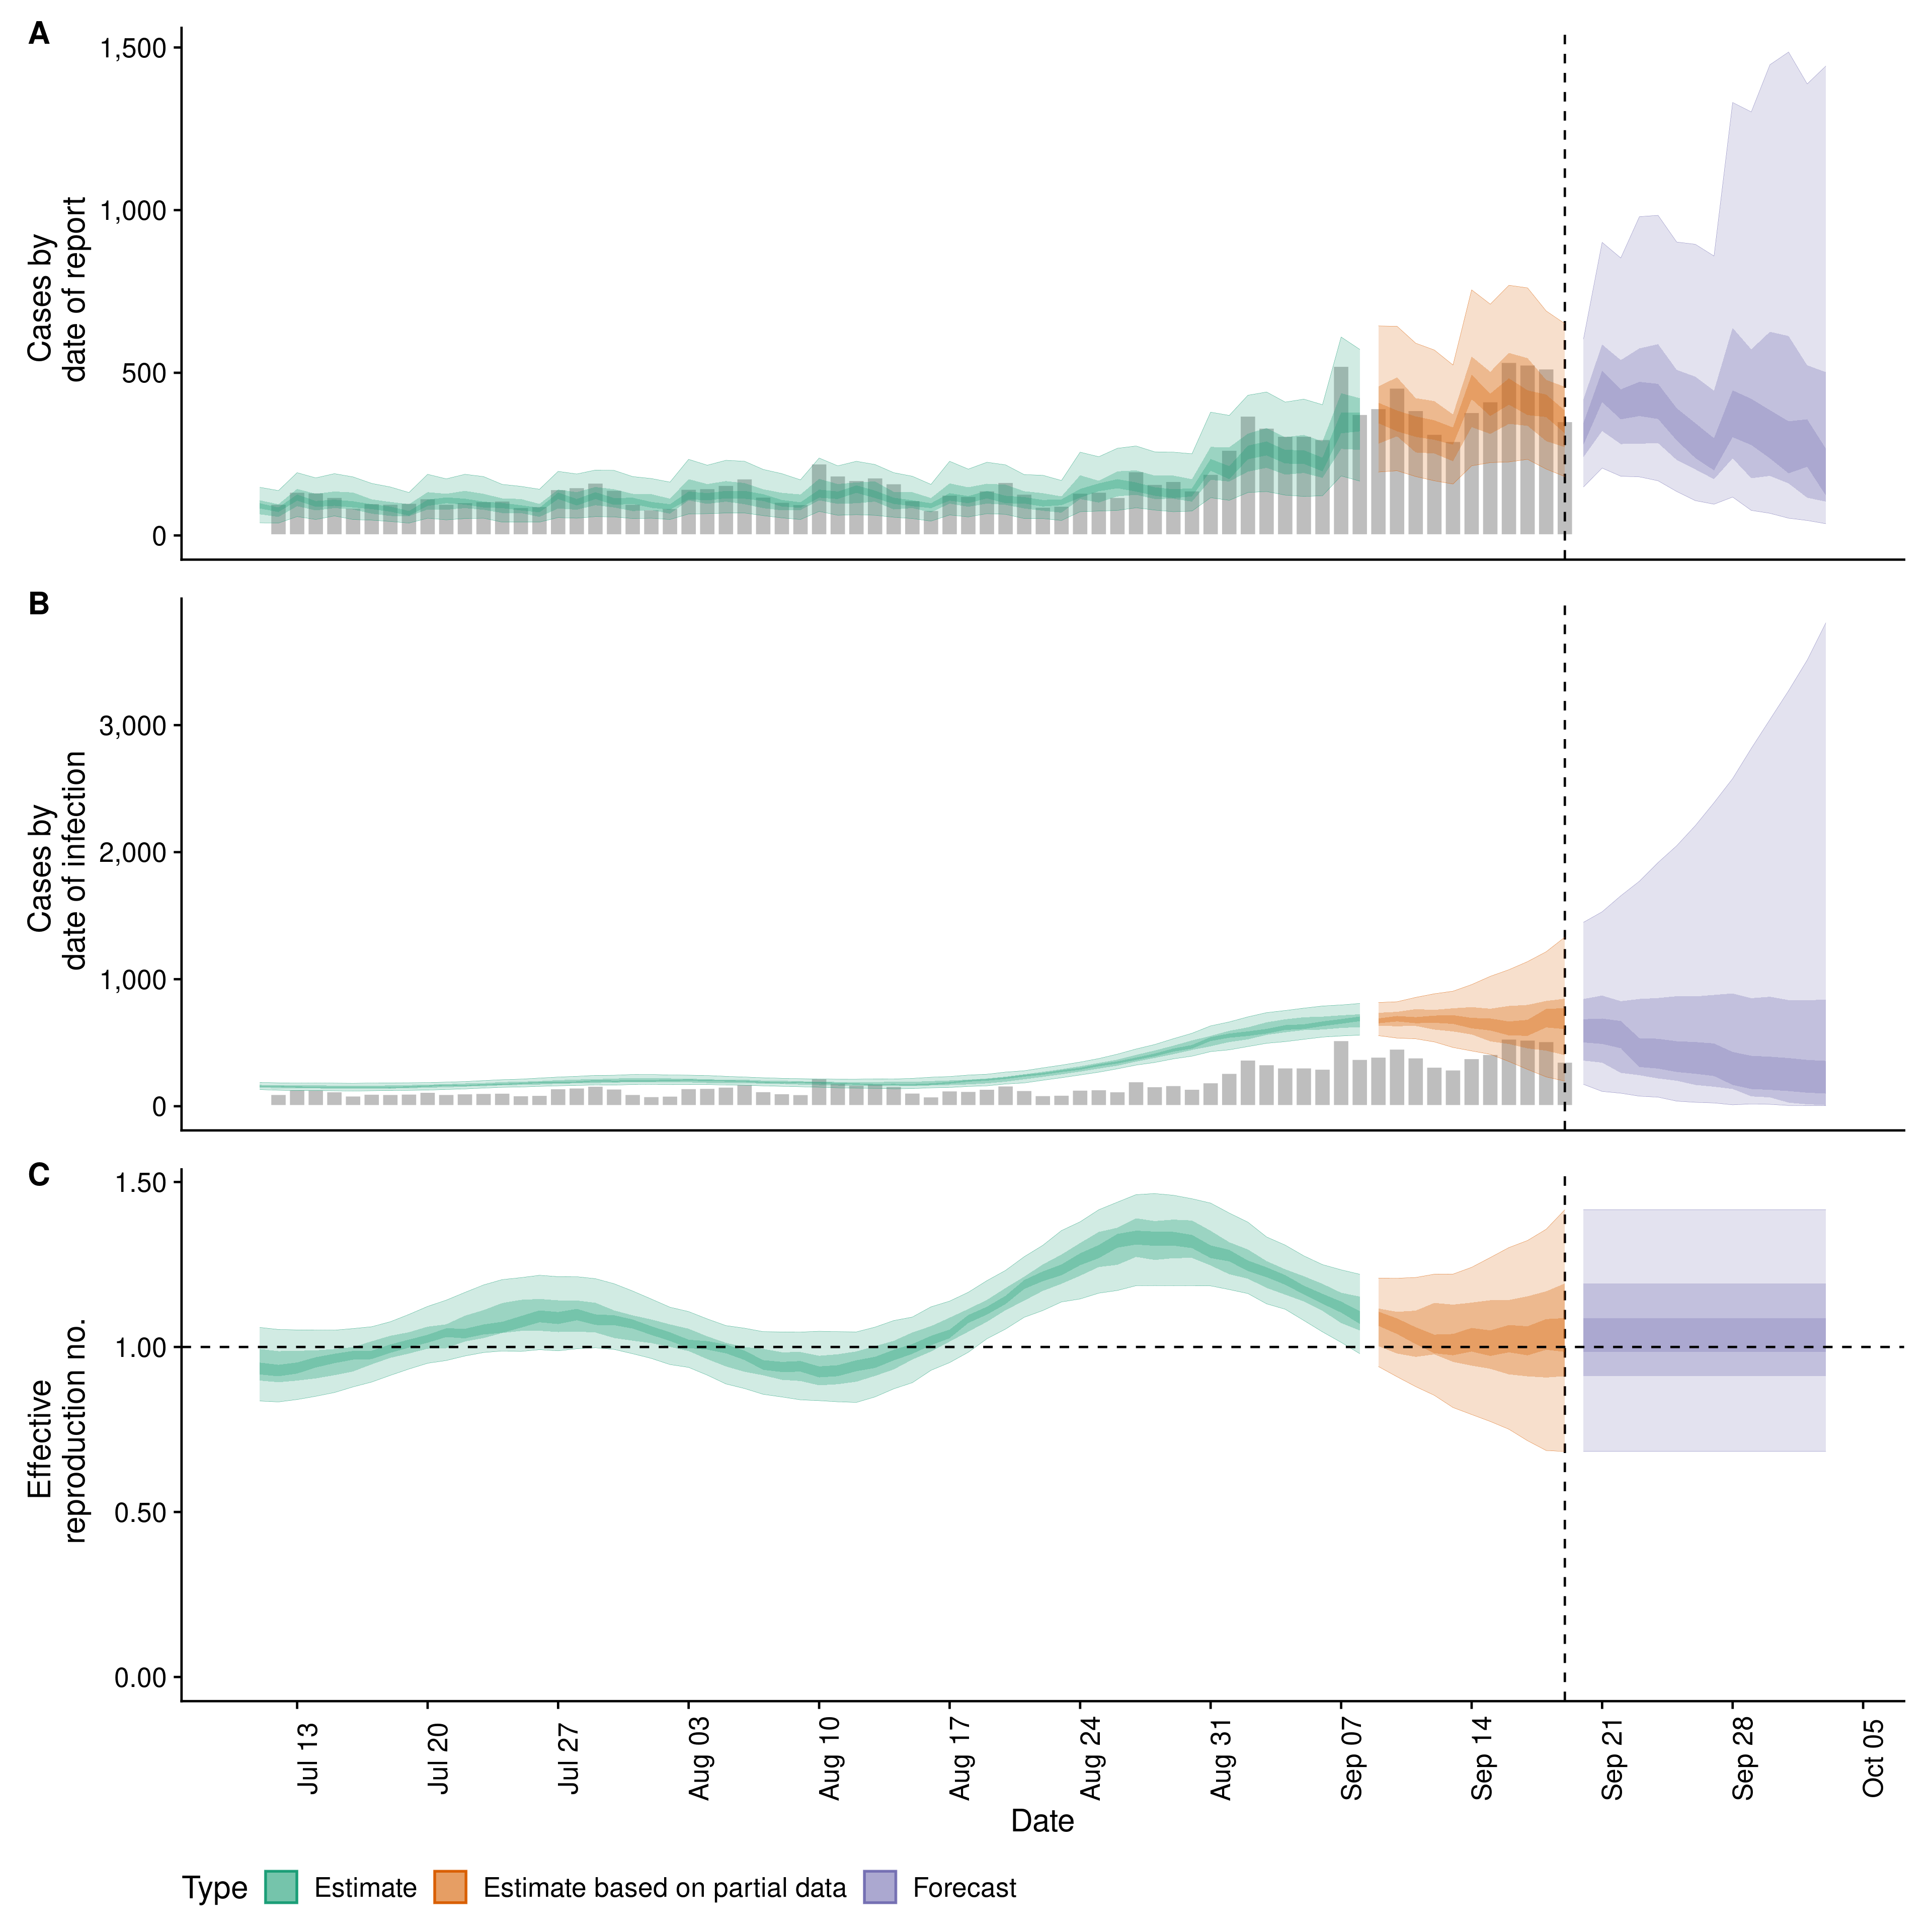 A
1,500
1,000
500
0
Cases by
date of report
B
3,000
2,000
1,000
0
Cases by
date of infection
C
1.50
1.00
0.50
0.00
Effective
reproduction no.
Jul 13
Jul 20
Jul 27
Aug 03
Aug 10
Aug 17
Aug 24
Aug 31
Sep 07
Sep 14
Sep 21
Sep 28
Oct 05
Date
Type Estimate Estimate based on partial data Forecast